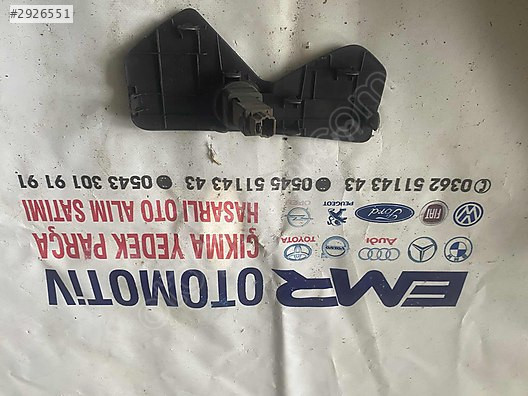 #2926551
EMR OTOMOTİV
ÇIKMA YEDEK PARÇA
HASARLI OTO ALIM SATIMI
TOYOTA Audi
PEUGEOT Ford FIAT
0362 511 43 43 0545 511 43 43 0543 301 91 91